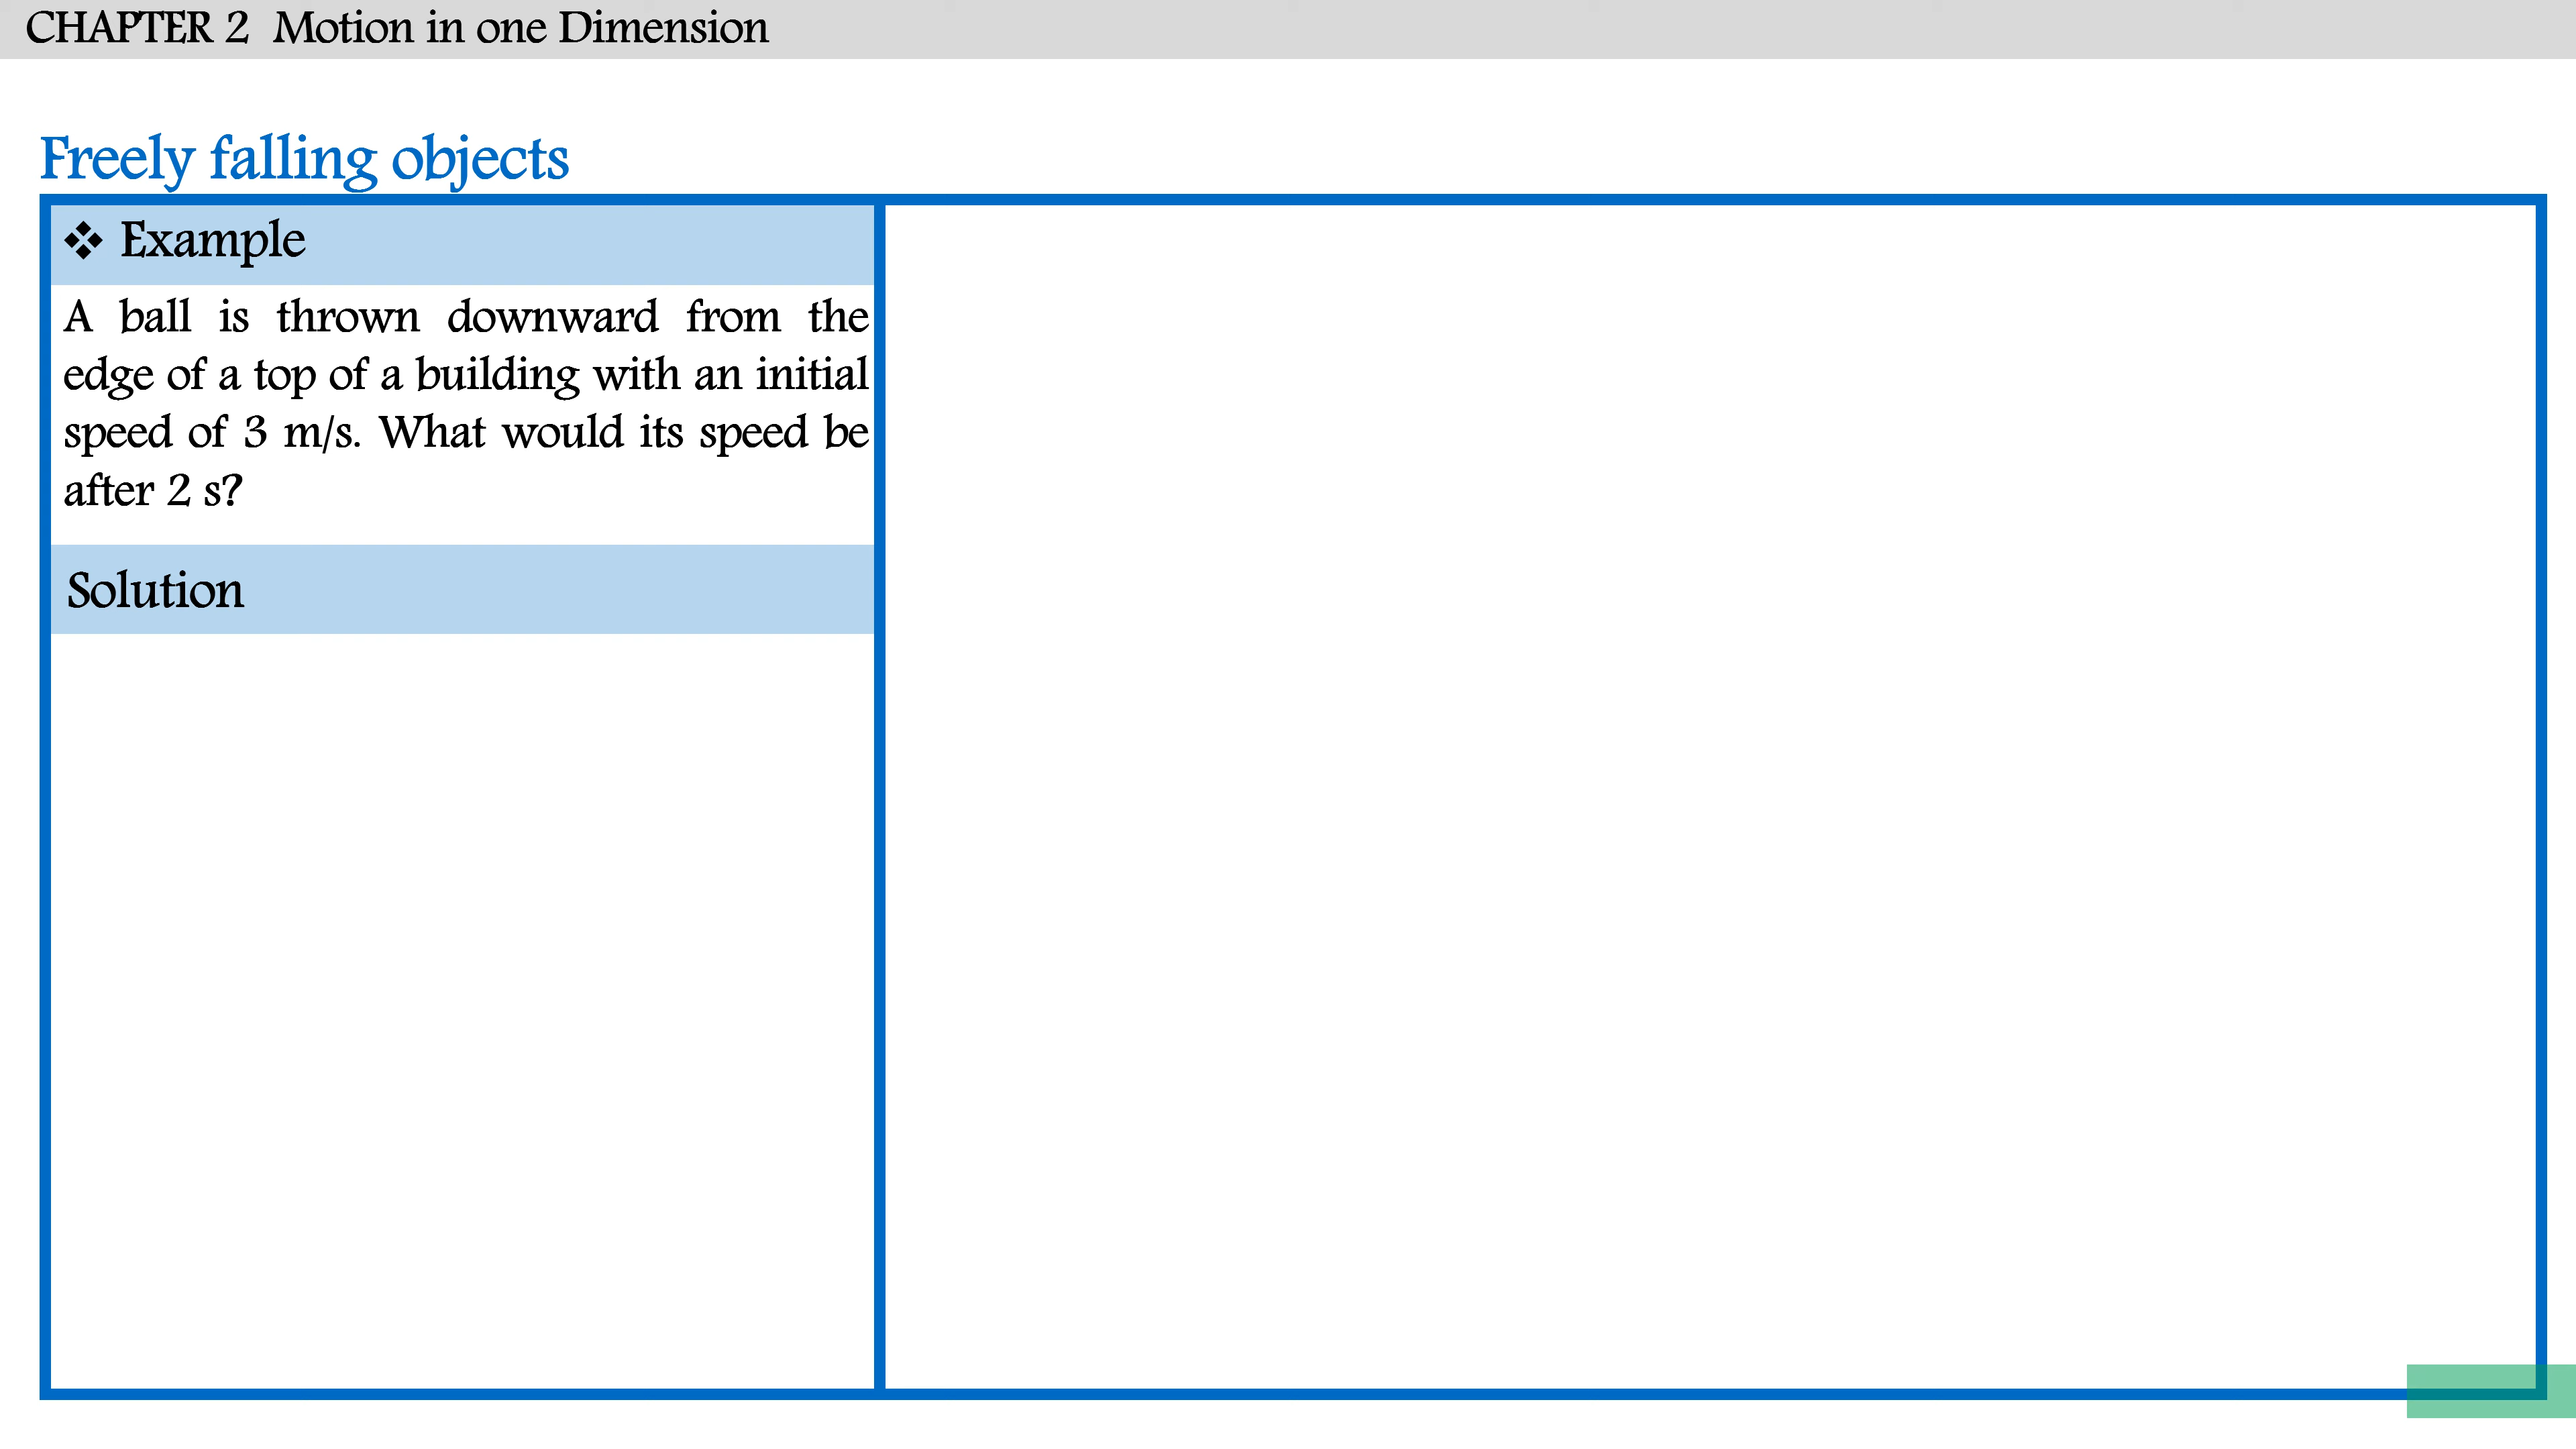 CHAPTER 2 Motion in one Dimension
Freely falling objects
❖ Example
A ball is thrown downward from the
edge of a top of a building with an initial
speed of 3 m/s. What would its speed be
after 2 s?
Solution